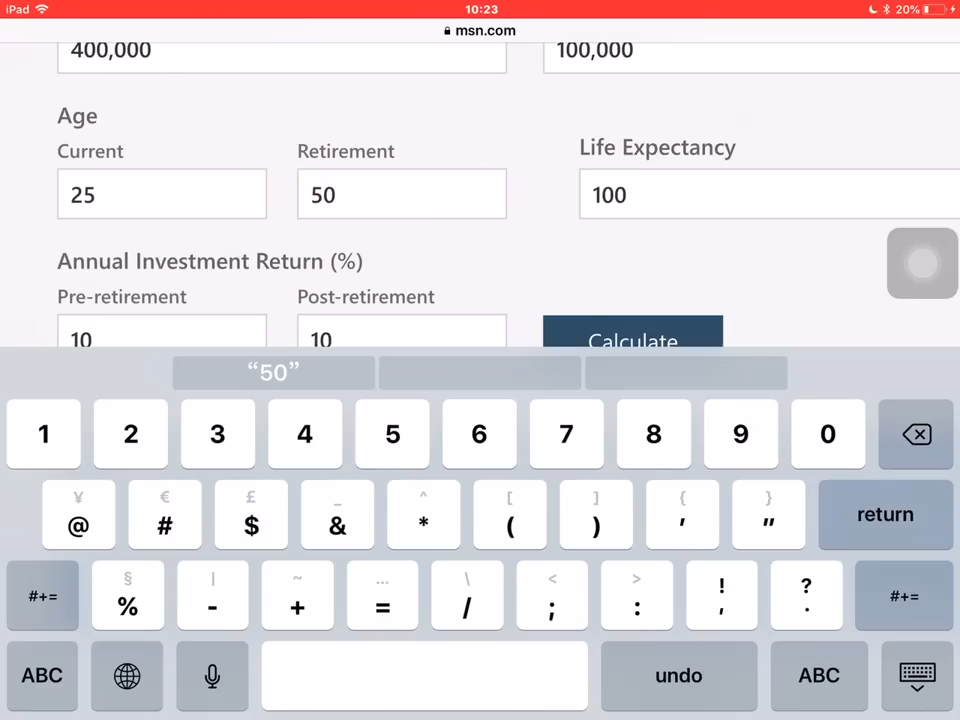 iPad 10:23 20%
msn.com
400,000 100,000
Age
Current Retirement Life Expectancy
25 50 100
Annual Investment Return (%)
Pre-retirement Post-retirement
10 10 Calculate
“50”
1 2 3 4 5 6 7 8 9 0
¥ € £ _ ^ [ ] { }
@ # $ & * ( ) ' " return
§ | ~ … \ < > ! ?
#+= % - + = / ; : , . #+=
ABC undo ABC